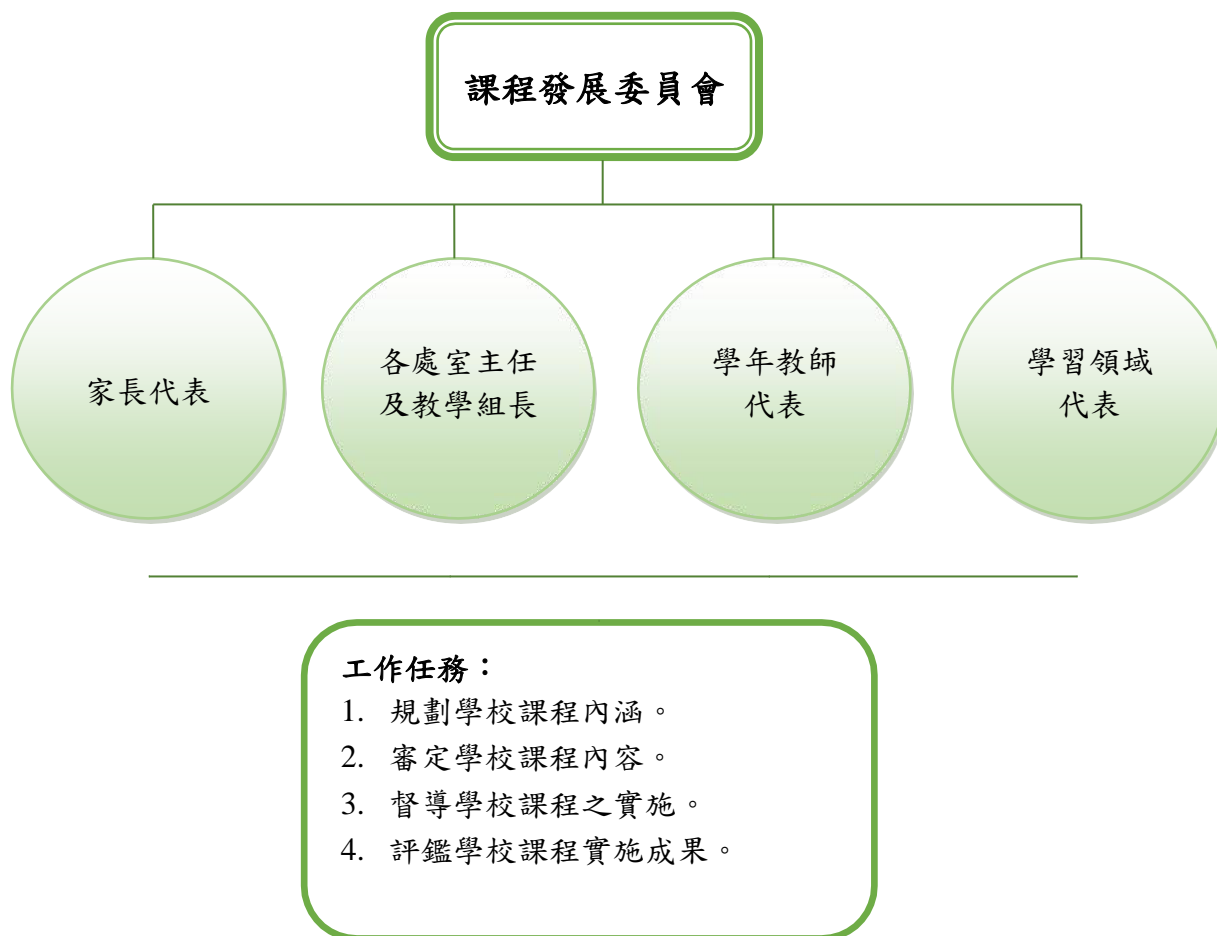 課程發展委員會
家長代表
各處室主任
及教學組長
學年教師
代表
學習領域
代表
工作任務：
1. 規劃學校課程內涵。
2. 審定學校課程內容。
3. 督導學校課程之實施。
4. 評鑑學校課程實施成果。